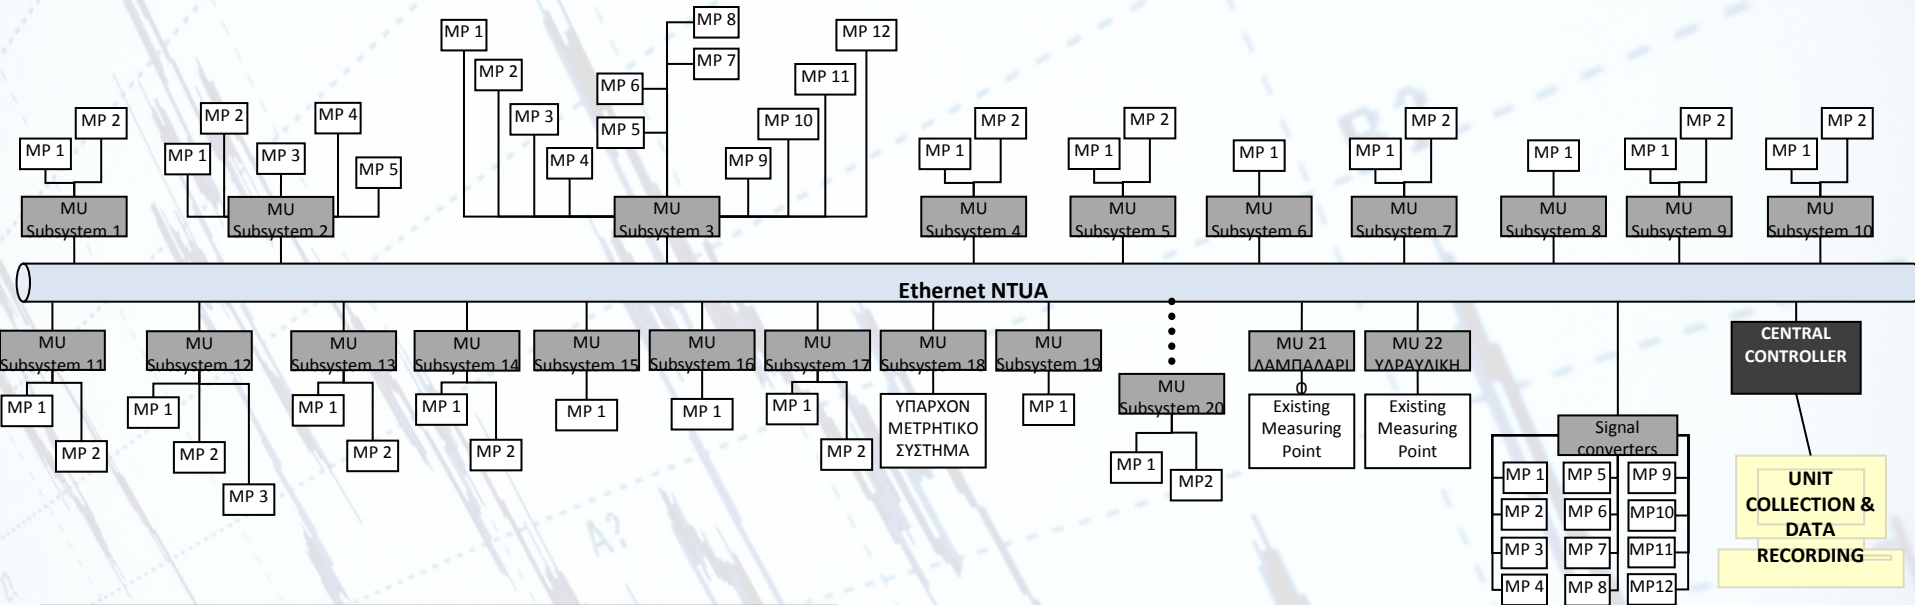 MP 1
MP 2
MU
Subsystem 1
MP 1
MP 2
MP 3
MP 4
MP 5
MU
Subsystem 2
MP 1
MP 2
MP 3
MP 4
MP 5
MP 6
MP 7
MP 8
MP 9
MP 10
MP 11
MP 12
MU
Subsystem 3
MP 1
MP 2
MU
Subsystem 4
MP 1
MP 2
MU
Subsystem 5
MP 1
MU
Subsystem 6
MP 1
MP 2
MU
Subsystem 7
MP 1
MU
Subsystem 8
MP 1
MP 2
MU
Subsystem 9
MP 1
MP 2
MU
Subsystem 10
B?
Ethernet NTUA
MU
Subsystem 11
MP 1
MP 2
MU
Subsystem 12
MP 1
MP 2
MP 3
MU
Subsystem 13
MP 1
MP 2
MU
Subsystem 14
MP 1
MP 2
MU
Subsystem 15
MP 1
MU
Subsystem 16
MP 1
MU
Subsystem 17
MP 1
MP 2
MU
Subsystem 18
ΥΠΑΡΧΟΝ
ΜΕΤΡΗΤΙΚΟ
ΣΥΣΤΗΜΑ
MU
Subsystem 19
MP 1
MU
Subsystem 20
MP 1
MP2
MU 21
ΛΑΜΠΑΔΑΡΙ
Ο
Existing
Measuring
Point
MU 22
ΥΔΡΑΥΛΙΚΗ
Existing
Measuring
Point
Signal
converters
MP 1
MP 2
MP 3
MP 4
MP 5
MP 6
MP 7
MP 8
MP 9
MP10
MP11
MP12
CENTRAL
CONTROLLER
UNIT
COLLECTION &
DATA
RECORDING
A?